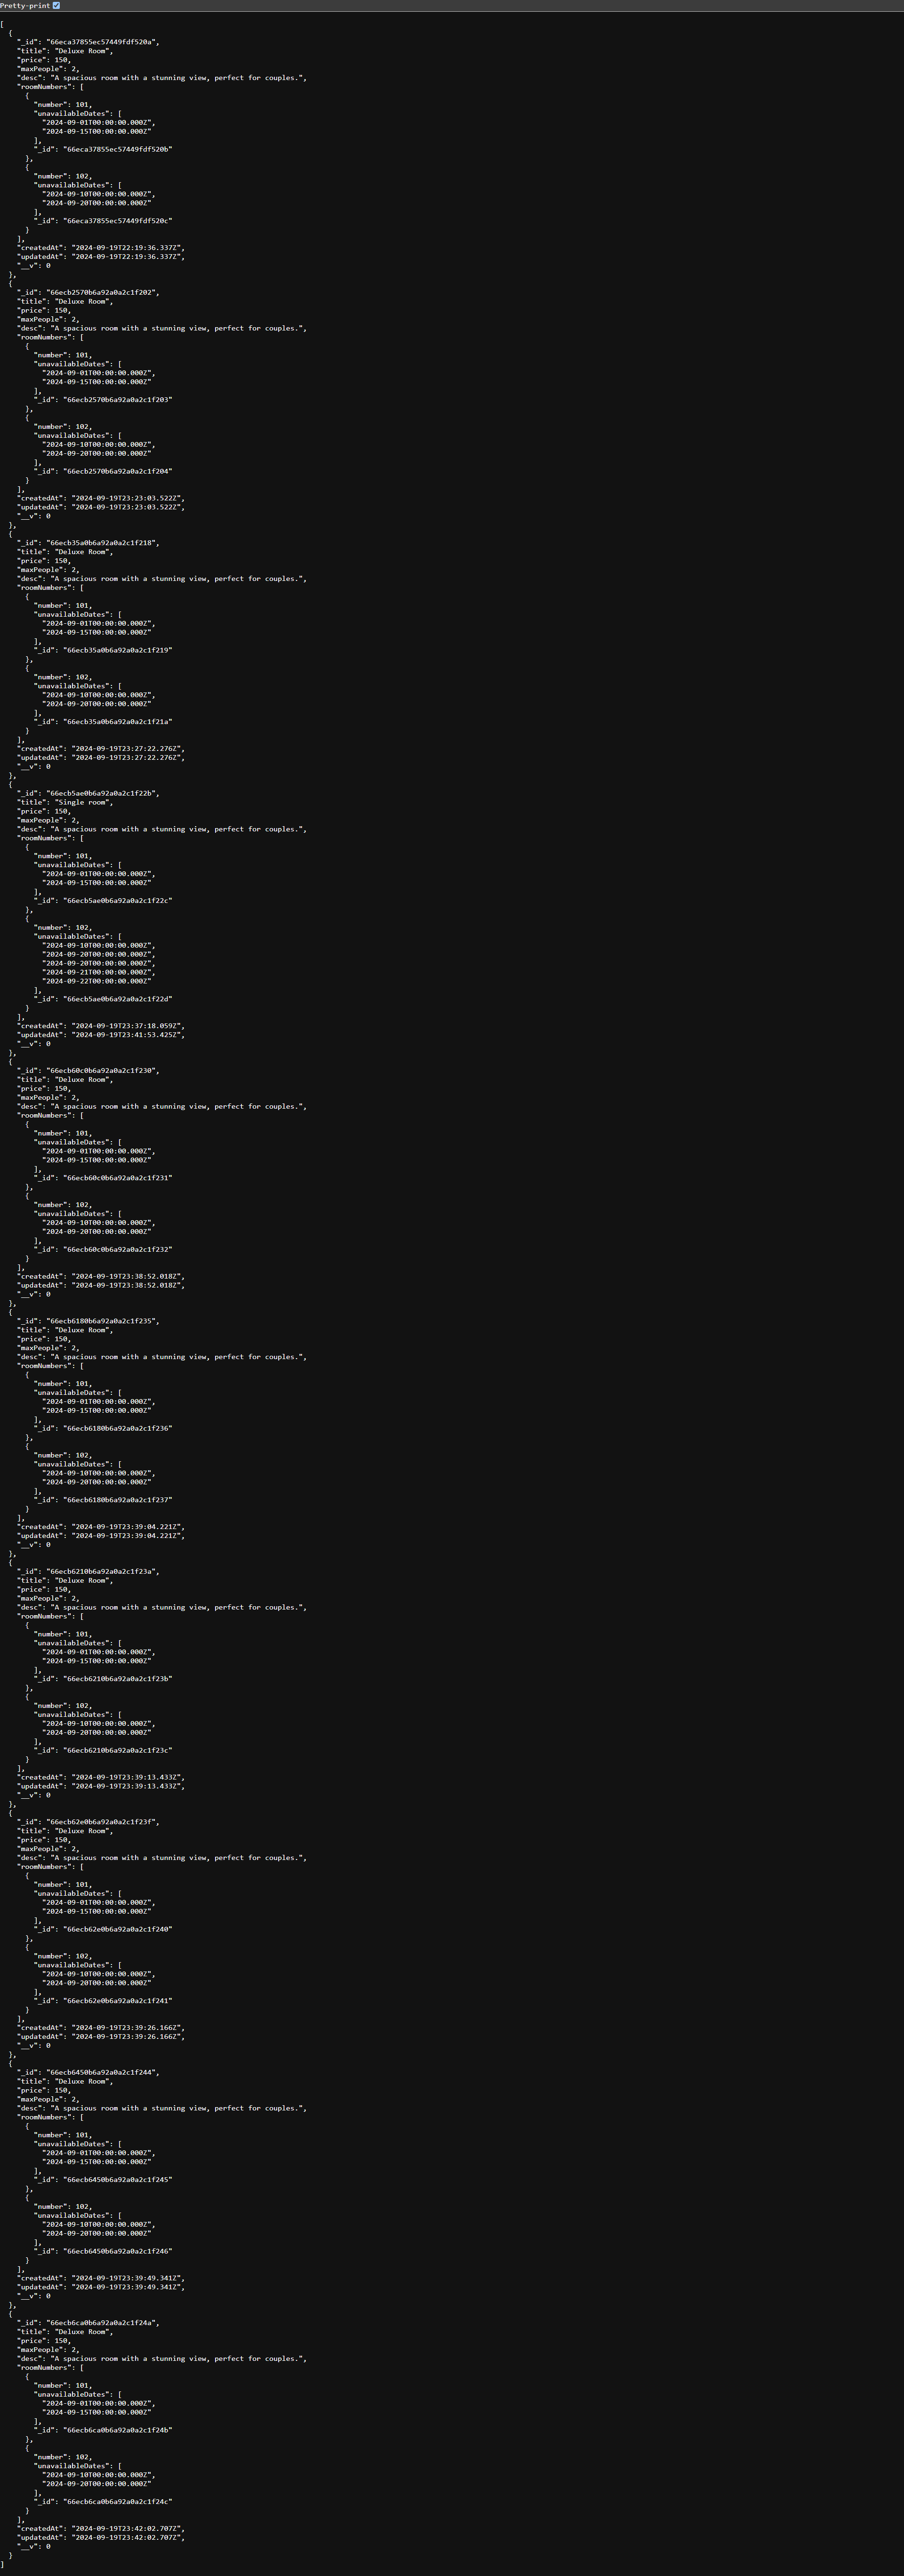 Pretty-print
[
  {
    "_id": "66eca37855ec57449fdf520a",
    "title": "Deluxe Room",
    "price": 150,
    "maxPeople": 2,
    "desc": "A spacious room with a stunning view, perfect for couples.",
    "roomNumbers": [
      {
        "number": 101,
        "unavailableDates": [
          "2024-09-01T00:00:00.000Z",
          "2024-09-15T00:00:00.000Z"
        ],
        "_id": "66eca37855ec57449fdf520b"
      },
      {
        "number": 102,
        "unavailableDates": [
          "2024-09-10T00:00:00.000Z",
          "2024-09-20T00:00:00.000Z"
        ],
        "_id": "66eca37855ec57449fdf520c"
      }
    ],
    "createdAt": "2024-09-19T22:19:36.337Z",
    "updatedAt": "2024-09-19T22:19:36.337Z",
    "__v": 0
  },
  {
    "_id": "66ecb2570b6a92a0a2c1f202",
    "title": "Deluxe Room",
    "price": 150,
    "maxPeople": 2,
    "desc": "A spacious room with a stunning view, perfect for couples.",
    "roomNumbers": [
      {
        "number": 101,
        "unavailableDates": [
          "2024-09-01T00:00:00.000Z",
          "2024-09-15T00:00:00.000Z"
        ],
        "_id": "66ecb2570b6a92a0a2c1f203"
      },
      {
        "number": 102,
        "unavailableDates": [
          "2024-09-10T00:00:00.000Z",
          "2024-09-20T00:00:00.000Z"
        ],
        "_id": "66ecb2570b6a92a0a2c1f204"
      }
    ],
    "createdAt": "2024-09-19T23:23:03.522Z",
    "updatedAt": "2024-09-19T23:23:03.522Z",
    "__v": 0
  },
  {
    "_id": "66ecb35a0b6a92a0a2c1f218",
    "title": "Deluxe Room",
    "price": 150,
    "maxPeople": 2,
    "desc": "A spacious room with a stunning view, perfect for couples.",
    "roomNumbers": [
      {
        "number": 101,
        "unavailableDates": [
          "2024-09-01T00:00:00.000Z",
          "2024-09-15T00:00:00.000Z"
        ],
        "_id": "66ecb35a0b6a92a0a2c1f219"
      },
      {
        "number": 102,
        "unavailableDates": [
          "2024-09-10T00:00:00.000Z",
          "2024-09-20T00:00:00.000Z"
        ],
        "_id": "66ecb35a0b6a92a0a2c1f21a"
      }
    ],
    "createdAt": "2024-09-19T23:27:22.276Z",
    "updatedAt": "2024-09-19T23:27:22.276Z",
    "__v": 0
  },
  {
    "_id": "66ecb5ae0b6a92a0a2c1f22b",
    "title": "Single room",
    "price": 150,
    "maxPeople": 2,
    "desc": "A spacious room with a stunning view, perfect for couples.",
    "roomNumbers": [
      {
        "number": 101,
        "unavailableDates": [
          "2024-09-01T00:00:00.000Z",
          "2024-09-15T00:00:00.000Z"
        ],
        "_id": "66ecb5ae0b6a92a0a2c1f22c"
      },
      {
        "number": 102,
        "unavailableDates": [
          "2024-09-10T00:00:00.000Z",
          "2024-09-20T00:00:00.000Z",
          "2024-09-20T00:00:00.000Z",
          "2024-09-21T00:00:00.000Z",
          "2024-09-22T00:00:00.000Z"
        ],
        "_id": "66ecb5ae0b6a92a0a2c1f22d"
      }
    ],
    "createdAt": "2024-09-19T23:37:18.059Z",
    "updatedAt": "2024-09-19T23:41:53.425Z",
    "__v": 0
  },
  {
    "_id": "66ecb60c0b6a92a0a2c1f230",
    "title": "Deluxe Room",
    "price": 150,
    "maxPeople": 2,
    "desc": "A spacious room with a stunning view, perfect for couples.",
    "roomNumbers": [
      {
        "number": 101,
        "unavailableDates": [
          "2024-09-01T00:00:00.000Z",
          "2024-09-15T00:00:00.000Z"
        ],
        "_id": "66ecb60c0b6a92a0a2c1f231"
      },
      {
        "number": 102,
        "unavailableDates": [
          "2024-09-10T00:00:00.000Z",
          "2024-09-20T00:00:00.000Z"
        ],
        "_id": "66ecb60c0b6a92a0a2c1f232"
      }
    ],
    "createdAt": "2024-09-19T23:38:52.018Z",
    "updatedAt": "2024-09-19T23:38:52.018Z",
    "__v": 0
  },
  {
    "_id": "66ecb6180b6a92a0a2c1f235",
    "title": "Deluxe Room",
    "price": 150,
    "maxPeople": 2,
    "desc": "A spacious room with a stunning view, perfect for couples.",
    "roomNumbers": [
      {
        "number": 101,
        "unavailableDates": [
          "2024-09-01T00:00:00.000Z",
          "2024-09-15T00:00:00.000Z"
        ],
        "_id": "66ecb6180b6a92a0a2c1f236"
      },
      {
        "number": 102,
        "unavailableDates": [
          "2024-09-10T00:00:00.000Z",
          "2024-09-20T00:00:00.000Z"
        ],
        "_id": "66ecb6180b6a92a0a2c1f237"
      }
    ],
    "createdAt": "2024-09-19T23:39:04.221Z",
    "updatedAt": "2024-09-19T23:39:04.221Z",
    "__v": 0
  },
  {
    "_id": "66ecb6210b6a92a0a2c1f23a",
    "title": "Deluxe Room",
    "price": 150,
    "maxPeople": 2,
    "desc": "A spacious room with a stunning view, perfect for couples.",
    "roomNumbers": [
      {
        "number": 101,
        "unavailableDates": [
          "2024-09-01T00:00:00.000Z",
          "2024-09-15T00:00:00.000Z"
        ],
        "_id": "66ecb6210b6a92a0a2c1f23b"
      },
      {
        "number": 102,
        "unavailableDates": [
          "2024-09-10T00:00:00.000Z",
          "2024-09-20T00:00:00.000Z"
        ],
        "_id": "66ecb6210b6a92a0a2c1f23c"
      }
    ],
    "createdAt": "2024-09-19T23:39:13.433Z",
    "updatedAt": "2024-09-19T23:39:13.433Z",
    "__v": 0
  },
  {
    "_id": "66ecb62e0b6a92a0a2c1f23f",
    "title": "Deluxe Room",
    "price": 150,
    "maxPeople": 2,
    "desc": "A spacious room with a stunning view, perfect for couples.",
    "roomNumbers": [
      {
        "number": 101,
        "unavailableDates": [
          "2024-09-01T00:00:00.000Z",
          "2024-09-15T00:00:00.000Z"
        ],
        "_id": "66ecb62e0b6a92a0a2c1f240"
      },
      {
        "number": 102,
        "unavailableDates": [
          "2024-09-10T00:00:00.000Z",
          "2024-09-20T00:00:00.000Z"
        ],
        "_id": "66ecb62e0b6a92a0a2c1f241"
      }
    ],
    "createdAt": "2024-09-19T23:39:26.166Z",
    "updatedAt": "2024-09-19T23:39:26.166Z",
    "__v": 0
  },
  {
    "_id": "66ecb6450b6a92a0a2c1f244",
    "title": "Deluxe Room",
    "price": 150,
    "maxPeople": 2,
    "desc": "A spacious room with a stunning view, perfect for couples.",
    "roomNumbers": [
      {
        "number": 101,
        "unavailableDates": [
          "2024-09-01T00:00:00.000Z",
          "2024-09-15T00:00:00.000Z"
        ],
        "_id": "66ecb6450b6a92a0a2c1f245"
      },
      {
        "number": 102,
        "unavailableDates": [
          "2024-09-10T00:00:00.000Z",
          "2024-09-20T00:00:00.000Z"
        ],
        "_id": "66ecb6450b6a92a0a2c1f246"
      }
    ],
    "createdAt": "2024-09-19T23:39:49.341Z",
    "updatedAt": "2024-09-19T23:39:49.341Z",
    "__v": 0
  },
  {
    "_id": "66ecb6ca0b6a92a0a2c1f24a",
    "title": "Deluxe Room",
    "price": 150,
    "maxPeople": 2,
    "desc": "A spacious room with a stunning view, perfect for couples.",
    "roomNumbers": [
      {
        "number": 101,
        "unavailableDates": [
          "2024-09-01T00:00:00.000Z",
          "2024-09-15T00:00:00.000Z"
        ],
        "_id": "66ecb6ca0b6a92a0a2c1f24b"
      },
      {
        "number": 102,
        "unavailableDates": [
          "2024-09-10T00:00:00.000Z",
          "2024-09-20T00:00:00.000Z"
        ],
        "_id": "66ecb6ca0b6a92a0a2c1f24c"
      }
    ],
    "createdAt": "2024-09-19T23:42:02.707Z",
    "updatedAt": "2024-09-19T23:42:02.707Z",
    "__v": 0
  }
]